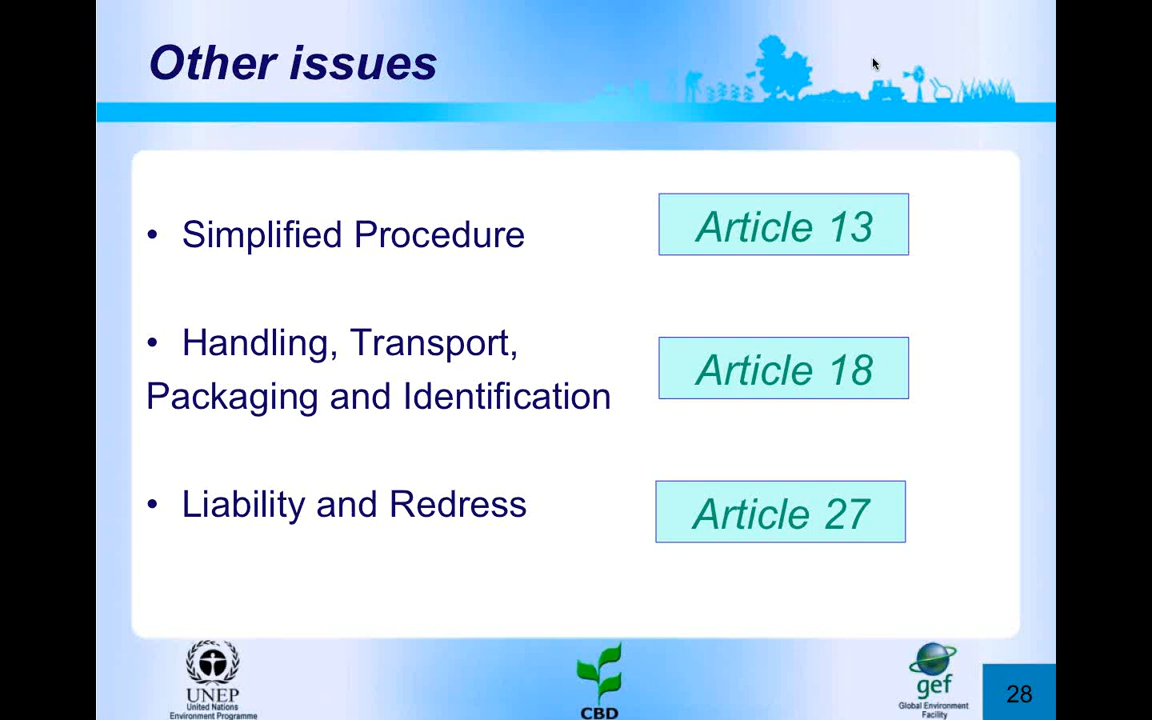 Other issues
• Simplified Procedure
Article 13
• Handling, Transport,
Packaging and Identification
Article 18
• Liability and Redress
Article 27
UNEP
United Nations
Environment Programme
CBD
gef
Global Environment
Facility
28